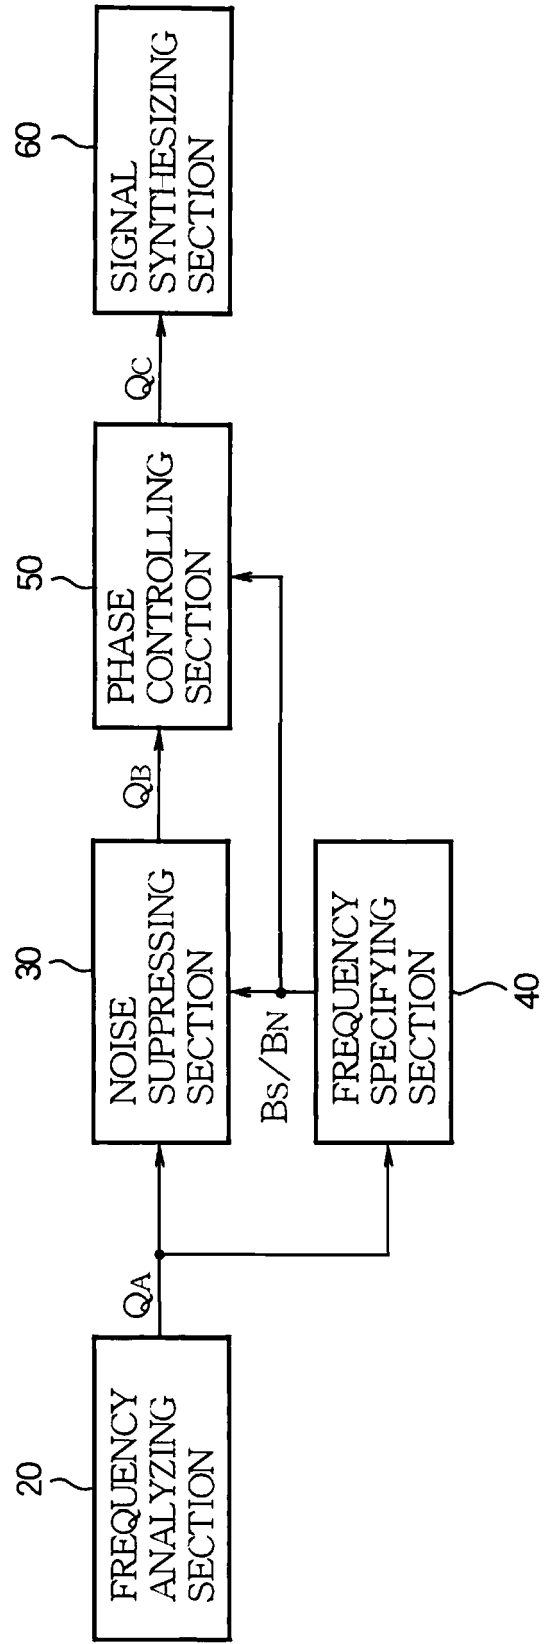 20
FREQUENCY
ANALYZING
SECTION
QA
30
NOISE
SUPPRESSING
SECTION
BS/BN
FREQUENCY
SPECIFYING
SECTION
40
QB
50
PHASE
CONTROLLING
SECTION
QC
60
SIGNAL
SYNTHESIZING
SECTION